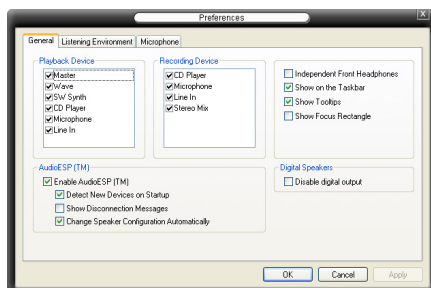 Preferences
X
General
Listening Environment
Microphone
Playback Device
Master
Wave
SW Synth
CD Player
Microphone
Line In
Recording Device
CD Player
Microphone
Line In
Stereo Mix
Independent Front Headphones
Show on the Taskbar
Show Tooltips
Show Focus Rectangle
AudioESP (TM)
Enable AudioESP (TM)
Detect New Devices on Startup
Show Disconnection Messages
Change Speaker Configuration Automatically
Digital Speakers
Disable digital output
OK
Cancel
Apply